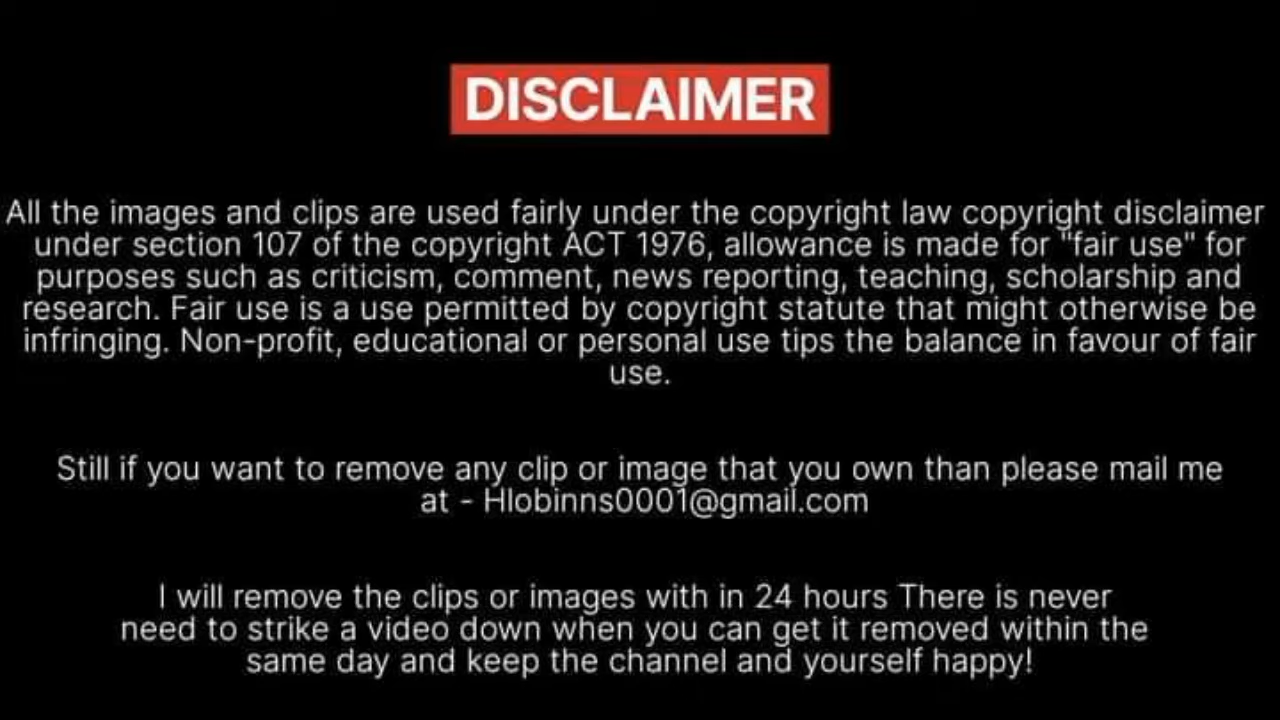 DISCLAIMER
All the images and clips are used fairly under the copyright law copyright disclaimer
under section 107 of the copyright ACT 1976, allowance is made for "fair use" for
purposes such as criticism, comment, news reporting, teaching, scholarship and
research. Fair use is a use permitted by copyright statute that might otherwise be
infringing. Non-profit, educational or personal use tips the balance in favour of fair
use.
Still if you want to remove any clip or image that you own than please mail me
at - Hlobinns0001@gmail.com
I will remove the clips or images with in 24 hours There is never
need to strike a video down when you can get it removed within the
same day and keep the channel and yourself happy!